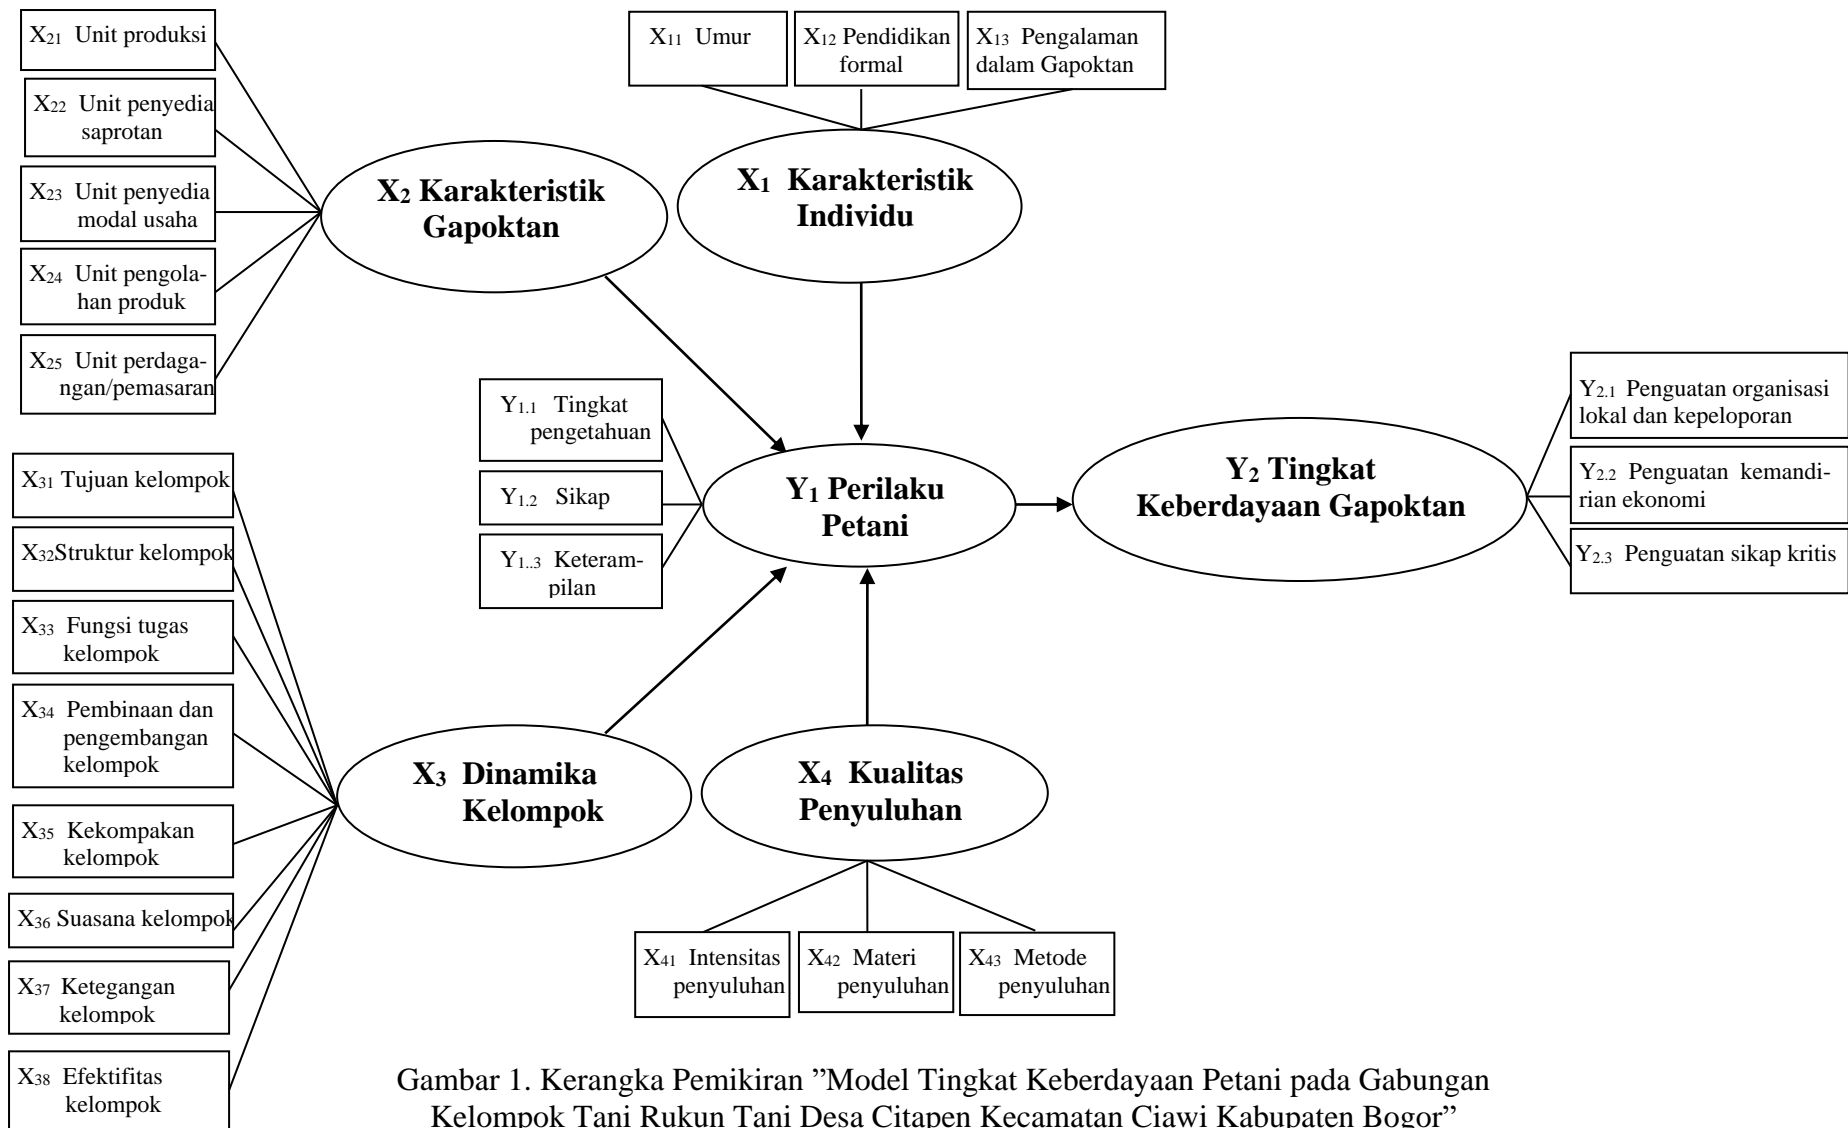 X21 Unit produksi
X22 Unit penyedia
saprotan
X23 Unit penyedia
modal usaha
X24 Unit pengola-
han produk
X25 Unit perdaga-
ngan/pemasaran
X11 Umur
X12 Pendidikan
formal
X13 Pengalaman
dalam Gapoktan
X2 Karakteristik
Gapoktan
X1 Karakteristik
Individu
Y1.1 Tingkat
pengetahuan
Y1.2 Sikap
Y1..3 Keteram-
pilan
Y1 Perilaku
Petani
Y2 Tingkat
Keberdayaan Gapoktan
Y2.1 Penguatan organisasi
lokal dan kepeloporan
Y2.2 Penguatan kemandi-
rian ekonomi
Y2.3 Penguatan sikap kritis
X31 Tujuan kelompok
X32Struktur kelompok
X33 Fungsi tugas
kelompok
X34 Pembinaan dan
pengembangan
kelompok
X35 Kekompakan
kelompok
X36 Suasana kelompok
X37 Ketegangan
kelompok
X38 Efektifitas
kelompok
X3 Dinamika
Kelompok
X4 Kualitas
Penyuluhan
X41 Intensitas
penyuluhan
X42 Materi
penyuluhan
X43 Metode
penyuluhan
Gambar 1. Kerangka Pemikiran ”Model Tingkat Keberdayaan Petani pada Gabungan
Kelompok Tani Rukun Tani Desa Citapen Kecamatan Ciawi Kabupaten Bogor”